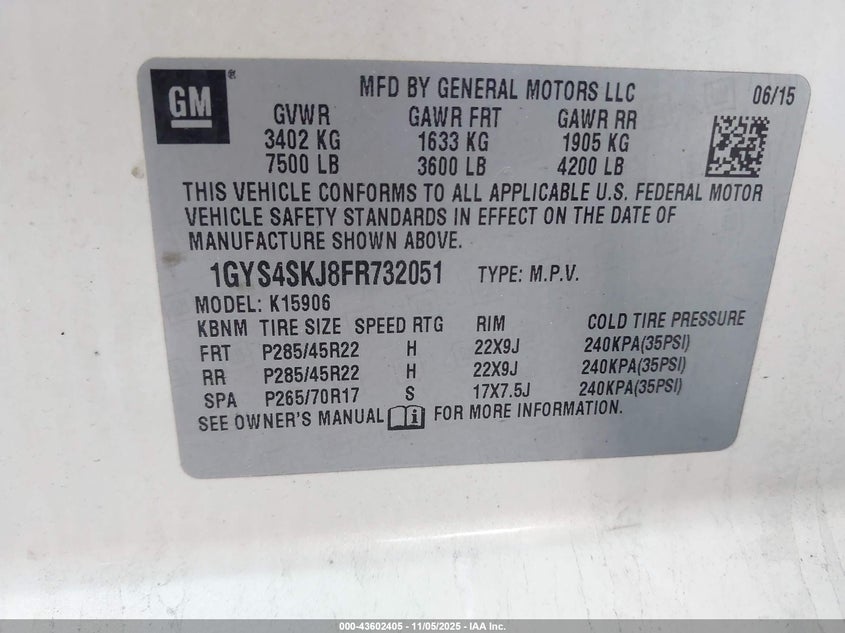 GM
MFD BY GENERAL MOTORS LLC 06/15
GVWR GAWR FRT GAWR RR
3402 KG 1633 KG 1905 KG
7500 LB 3600 LB 4200 LB
THIS VEHICLE CONFORMS TO ALL APPLICABLE U.S. FEDERAL MOTOR
VEHICLE SAFETY STANDARDS IN EFFECT ON THE DATE OF
MANUFACTURE SHOWN ABOVE.
1GYS4SKJ8FR732051 TYPE: M.P.V.
MODEL: K15906
KBNM TIRE SIZE SPEED RTG RIM COLD TIRE PRESSURE
FRT P285/45R22 H 22X9J 240KPA(35PSI)
RR P285/45R22 H 22X9J 240KPA(35PSI)
SPA P265/70R17 S 17X7.5J 240KPA(35PSI)
SEE OWNER'S MANUAL i FOR MORE INFORMATION.
000-43602405 - 11/05/2025 - IAA Inc.